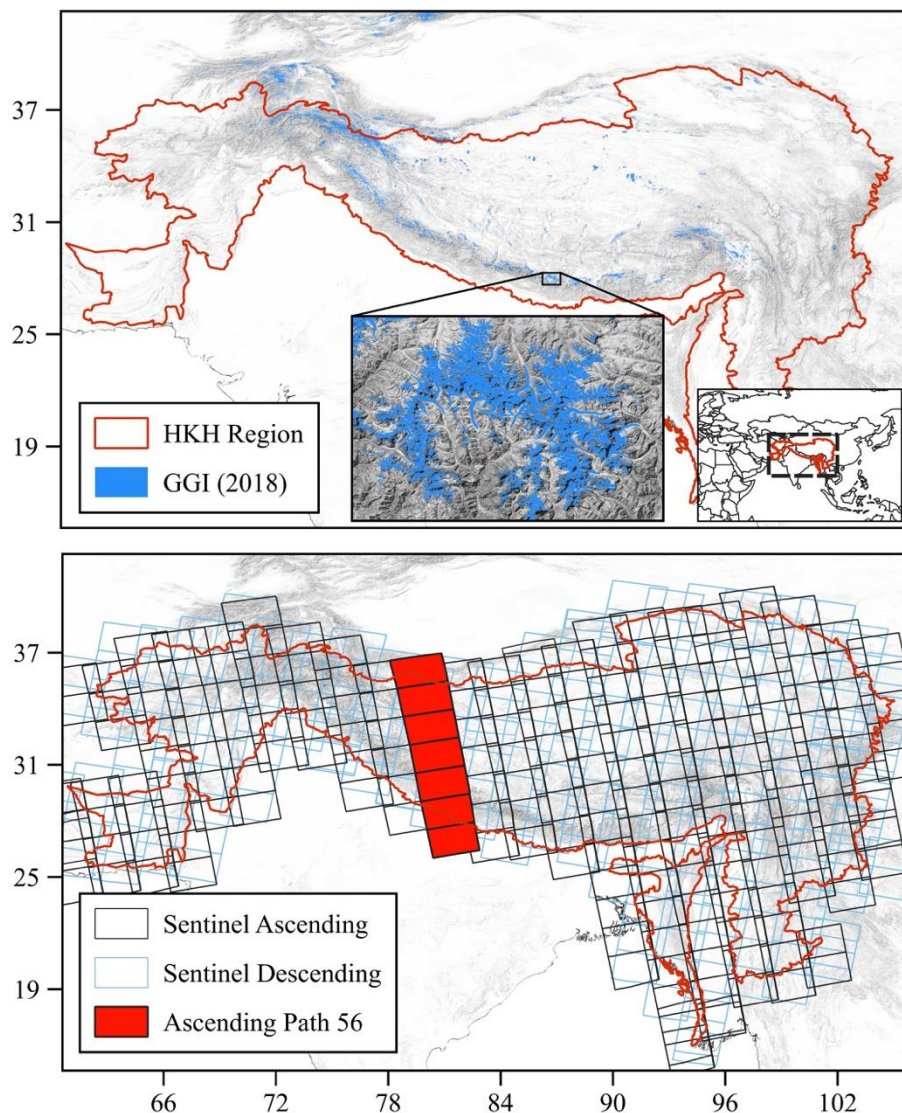 37
31
25
19
HKH Region
GGI (2018)
37
31
25
19
Sentinel Ascending
Sentinel Descending
Ascending Path 56
66 72 78 84 90 96 102